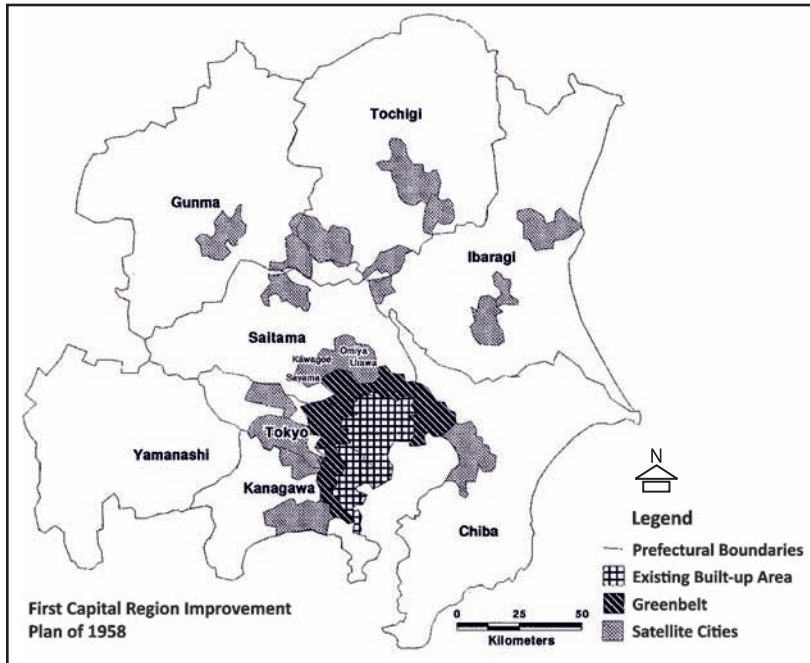 Tochigi
Gunma
Ibaragi
Saitama
Omiya
Kawagoe
Urawa
Sayama
Tokyo
Yamanashi
Kanagawa
Chiba
N
Legend
Prefectural Boundaries
Existing Built-up Area
Greenbelt
Satellite Cities
0 25 50
Kilometers
First Capital Region Improvement
Plan of 1958